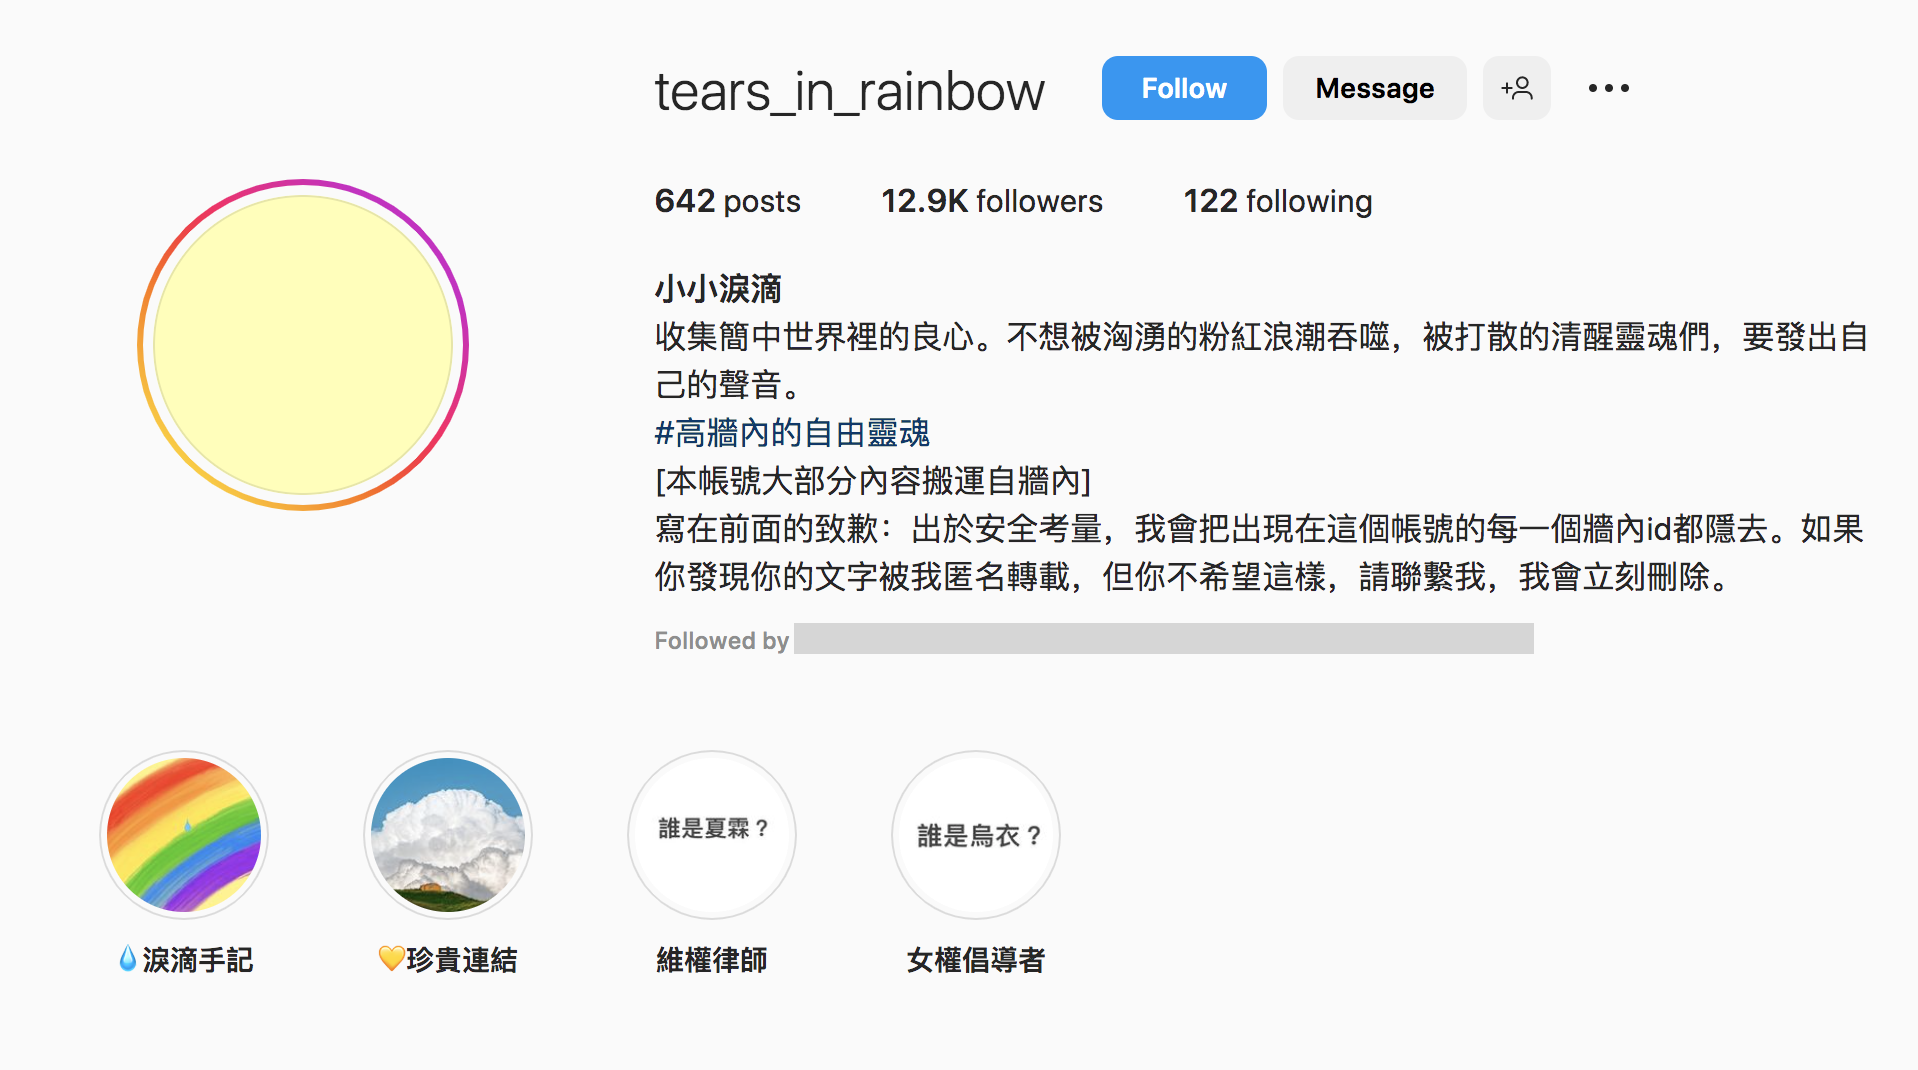 tears_in_rainbow
Follow
Message
642 posts
12.9K followers
122 following
小小淚滴
收集簡中世界裡的良心。不想被洶湧的粉紅浪潮吞噬，被打散的清醒靈魂們，要發出自
己的聲音。
#高牆內的自由靈魂
[本帳號大部分內容搬運自牆內]
寫在前面的致歉：出於安全考量，我會把出現在這個帳號的每一個牆內id都隱去。如果
你發現你的文字被我匿名轉載，但你不希望這樣，請聯繫我，我會立刻刪除。
Followed by
誰是夏霖？
誰是烏衣？
💧淚滴手記
💛珍貴連結
維權律師
女權倡導者